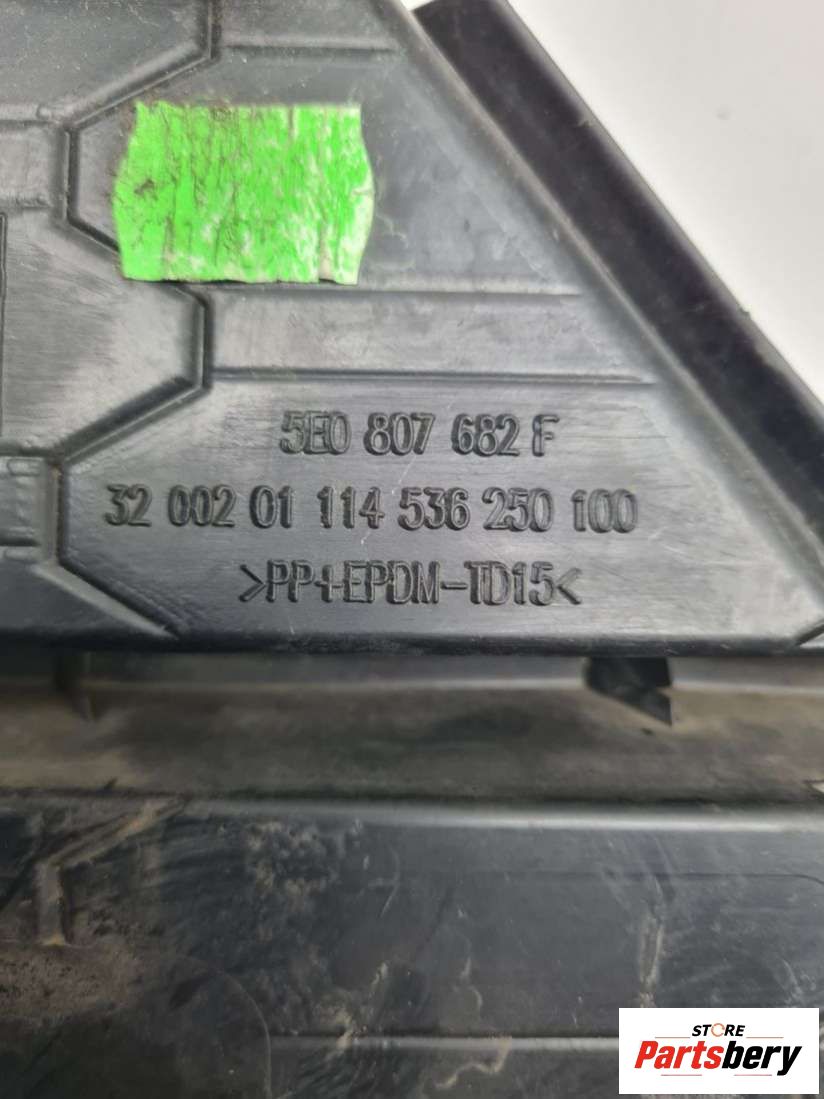 5E0 807 682 F
32 002 01 114 536 250 100
>PP+EPDM-TD15<
STORE
Partsbery